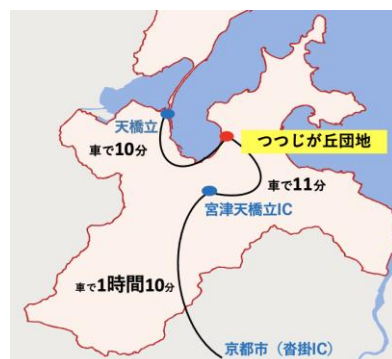 天橋立
車で10分
つつじが丘団地
車で11分
宮津天橋立IC
車で1時間10分
京都市（沓掛IC）